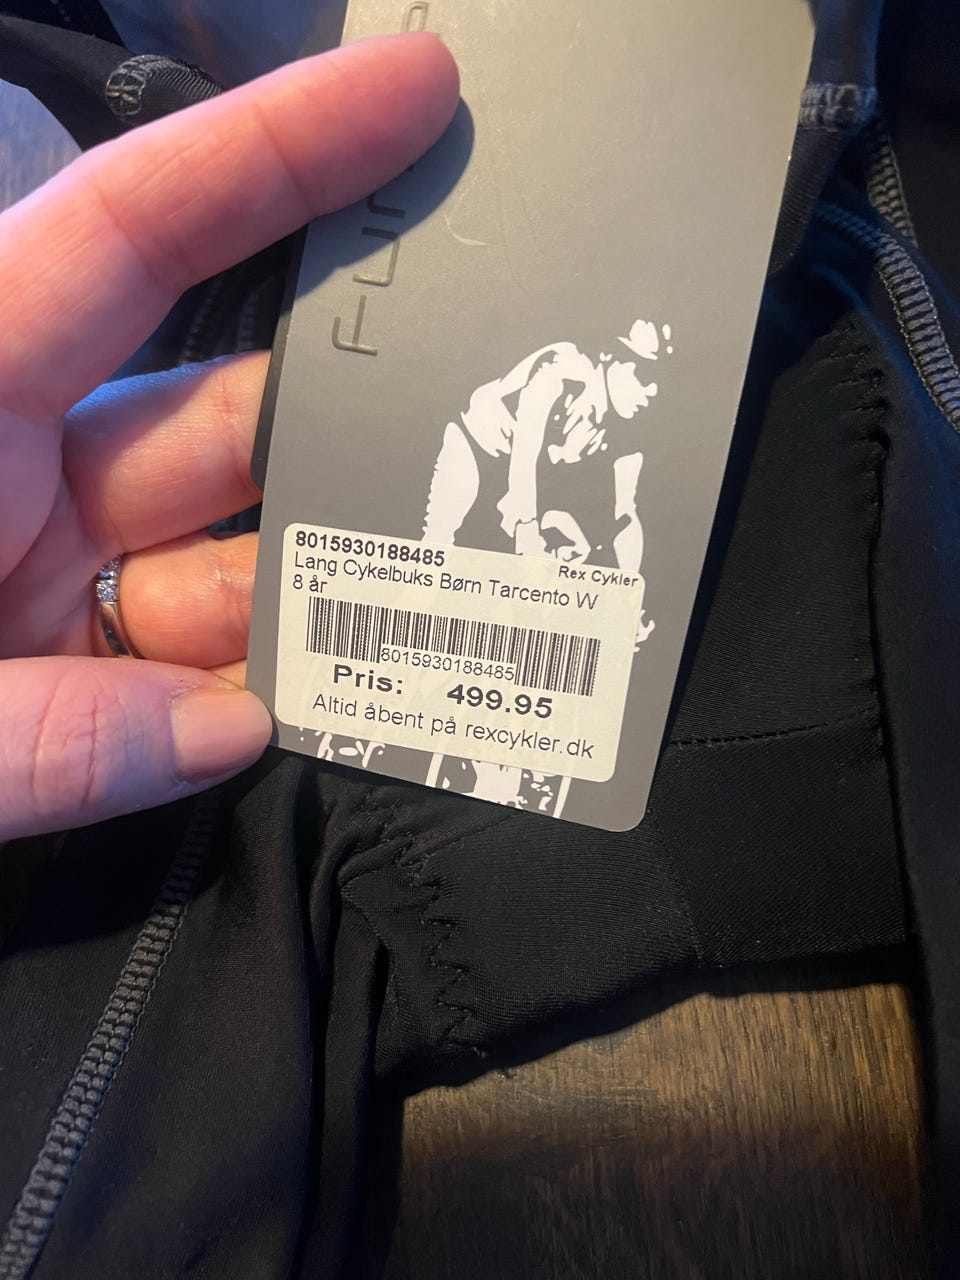 8015930188485
Rex Cykler
Lang Cykelbuks Børn Tarcento W
8 år
8015930188485
Pris: 499.95
Altid åbent på rexcykler.dk